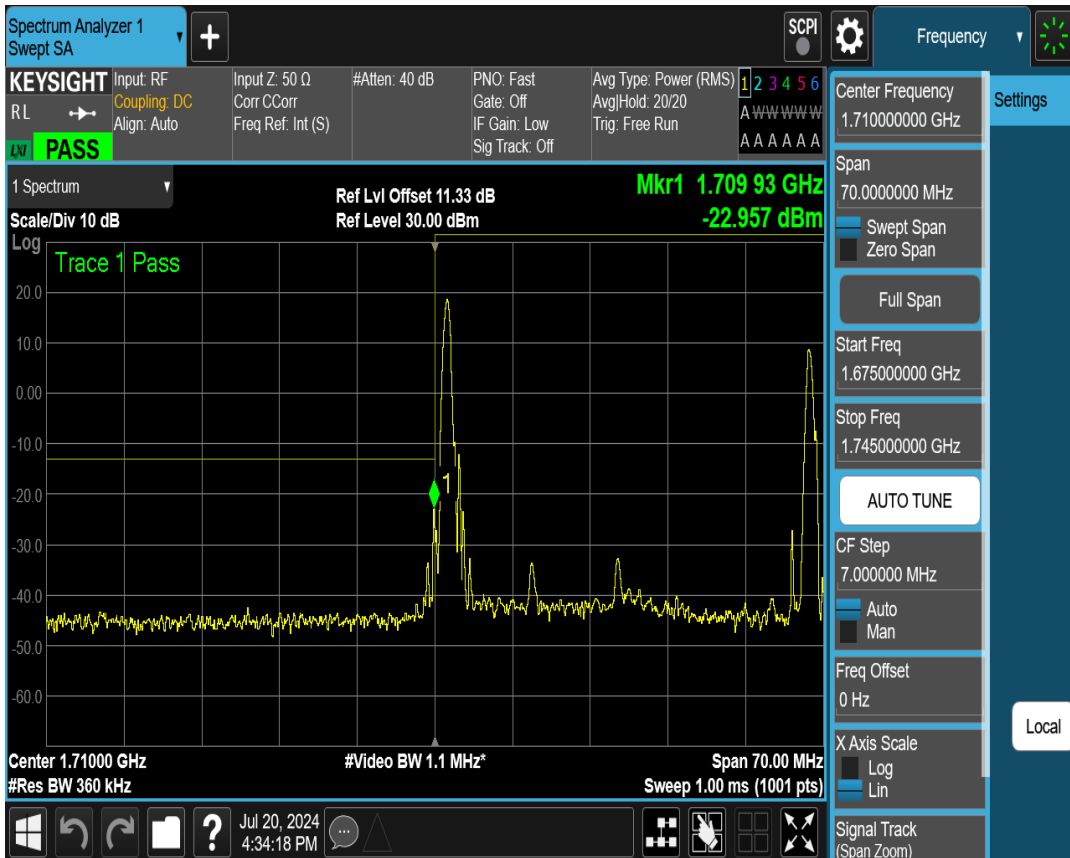 Spectrum Analyzer 1
Swept SA
+
SCPI
Frequency
KEYSIGHT
R L
LXI
PASS
Input: RF
Coupling: DC
Align: Auto
Input Z: 50 Ω
Corr CCorr
Freq Ref: Int (S)
#Atten: 40 dB
PNO: Fast
Gate: Off
IF Gain: Low
Sig Track: Off
Avg Type: Power (RMS)
Avg|Hold: 20/20
Trig: Free Run
1 2 3 4 5 6
A W W W W W
A A A A A A
1 Spectrum
Scale/Div 10 dB
Ref Lvl Offset 11.33 dB
Ref Level 30.00 dBm
Mkr1 1.709 93 GHz
-22.957 dBm
Log
Trace 1 Pass
20.0
10.0
0.00
-10.0
-20.0
-30.0
-40.0
-50.0
-60.0
1
Center 1.71000 GHz
#Video BW 1.1 MHz*
Span 70.00 MHz
#Res BW 360 kHz
Sweep 1.00 ms (1001 pts)
Center Frequency
1.710000000 GHz
Span
70.0000000 MHz
Swept Span
Zero Span
Full Span
Start Freq
1.675000000 GHz
Stop Freq
1.745000000 GHz
AUTO TUNE
CF Step
7.000000 MHz
Auto
Man
Freq Offset
0 Hz
X Axis Scale
Log
Lin
Signal Track
(Span Zoom)
Settings
Local
?
Jul 20, 2024
4:34:18 PM